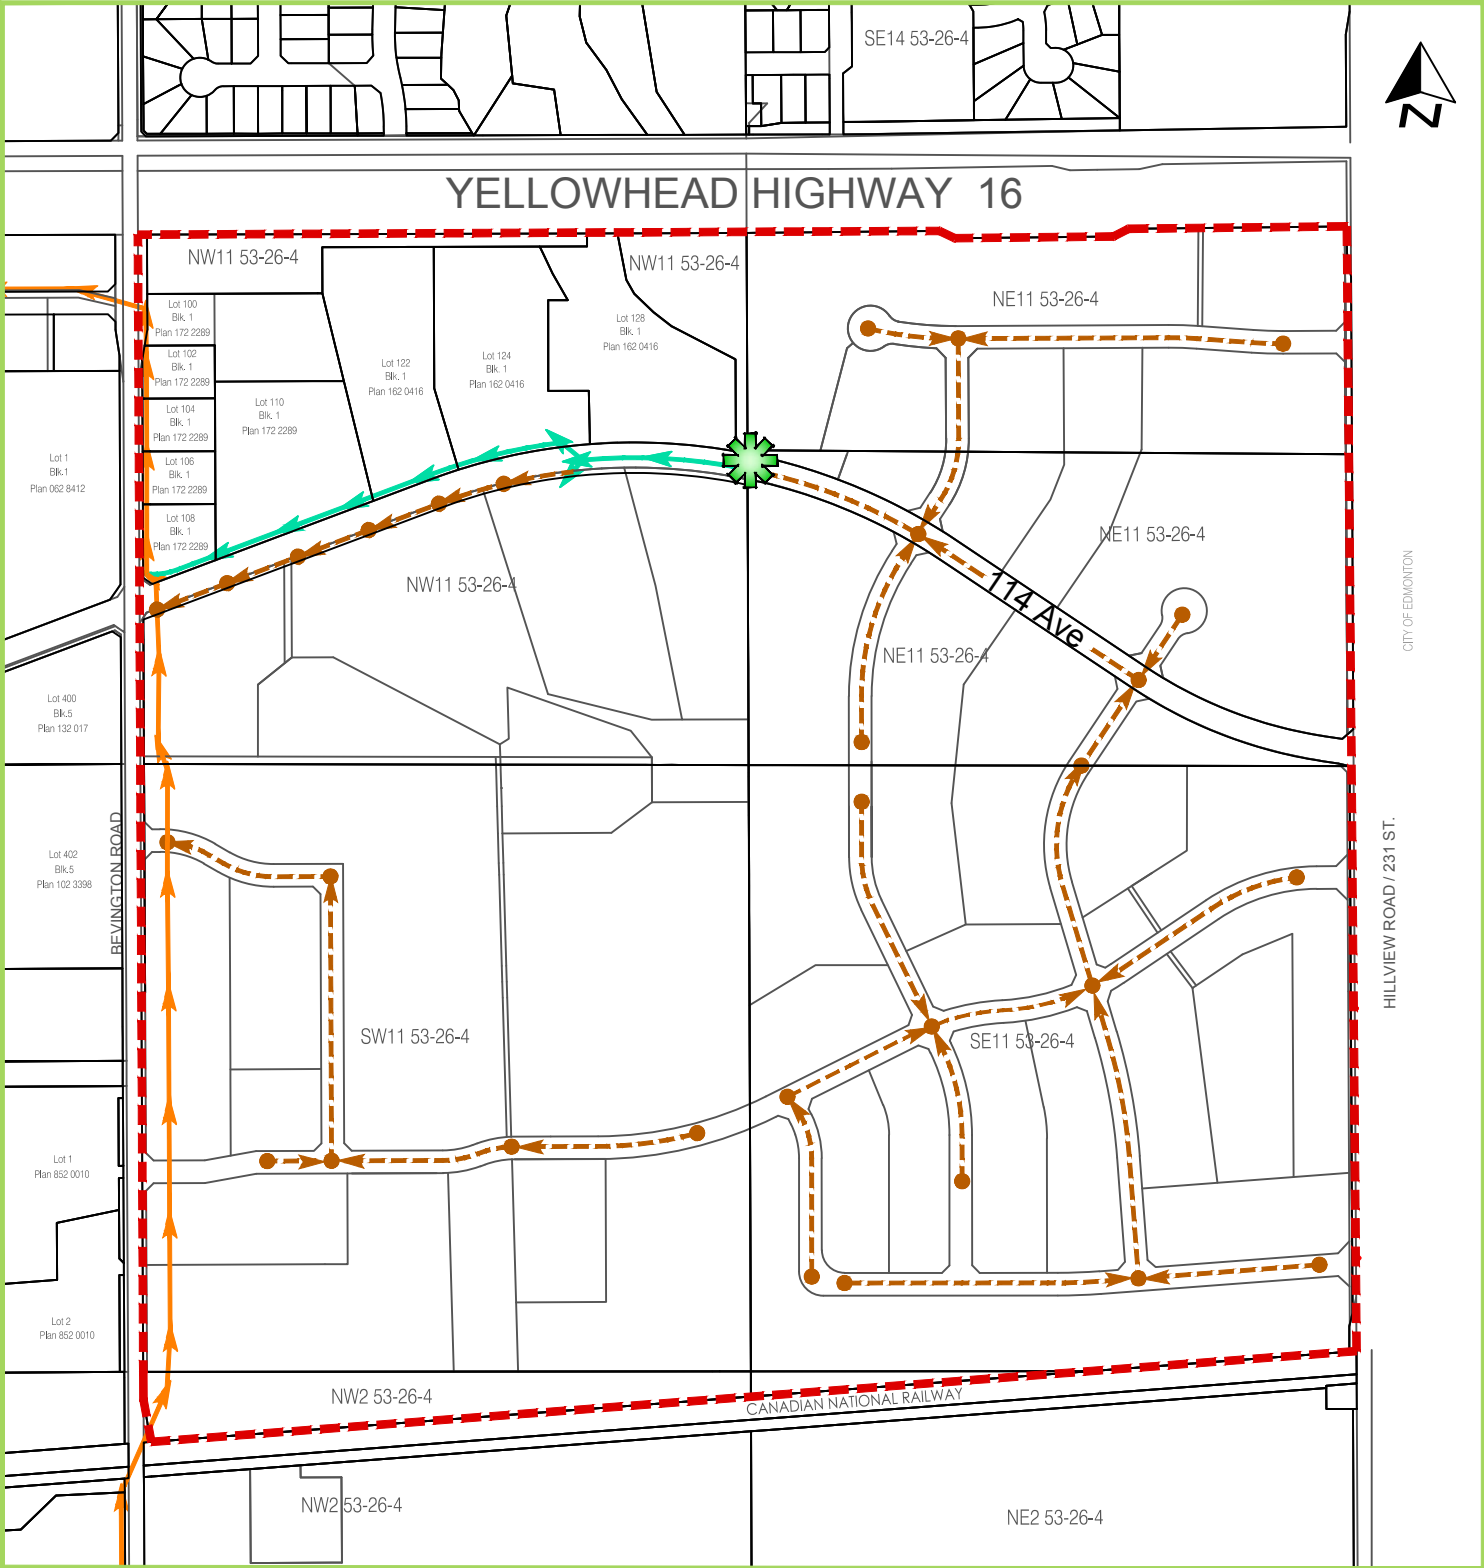 SE14 53-26-4
N
YELLOWHEAD HIGHWAY 16
NW11 53-26-4
NW11 53-26-4
NE11 53-26-4
Lot 100
Blk. 1
Plan 172 2289
Lot 102
Blk. 1
Plan 172 2289
Lot 104
Blk. 1
Plan 172 2289
Lot 106
Blk. 1
Plan 172 2289
Lot 108
Blk. 1
Plan 172 2289
Lot 110
Blk. 1
Plan 172 2289
Lot 122
Blk. 1
Plan 162 0416
Lot 124
Blk. 1
Plan 162 0416
Lot 128
Blk. 1
Plan 162 0416
Lot 1
Blk.1
Plan 062 8412
NE11 53-26-4
NW11 53-26-4
114 Ave
CITY OF EDMONTON
NE11 53-26-4
Lot 400
Blk.5
Plan 132 017
Lot 402
Blk.5
Plan 102 3398
BEVINGTON ROAD
HILLVIEW ROAD / 231 ST.
SW11 53-26-4
SE11 53-26-4
Lot 1
Plan 852 0010
Lot 2
Plan 852 0010
NW2 53-26-4
CANADIAN NATIONAL RAILWAY
NW2 53-26-4
NE2 53-26-4